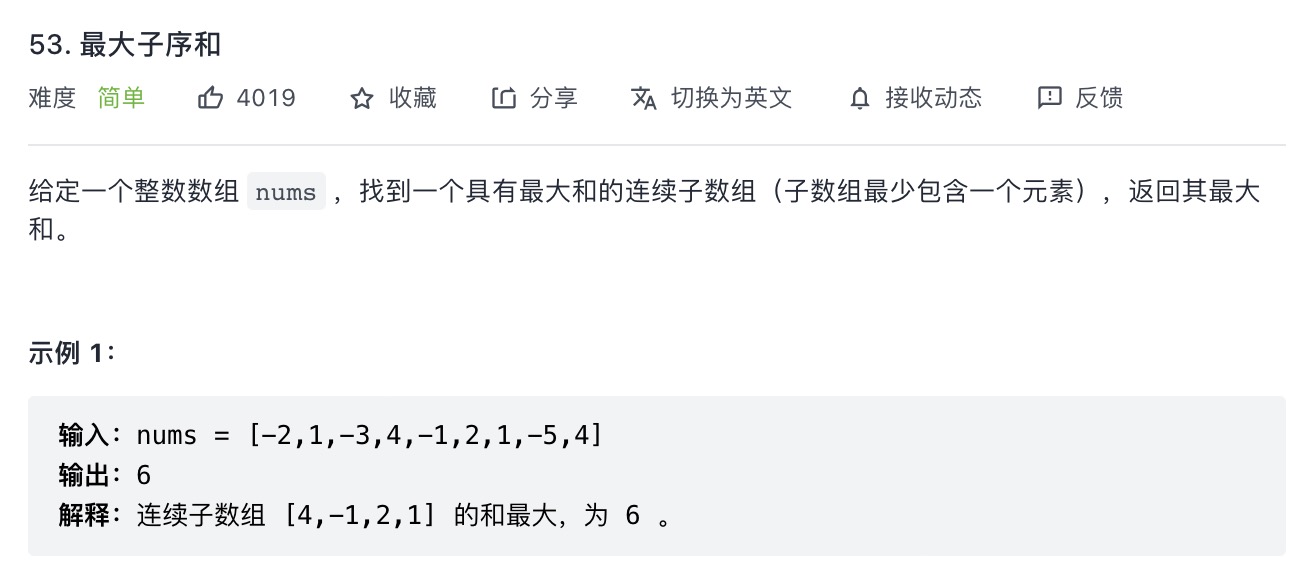 53. 最大子序和
难度 简单 4019 收藏 分享 切换为英文 接收动态 反馈
给定一个整数数组 nums ，找到一个具有最大和的连续子数组（子数组最少包含一个元素），返回其最大
和。
示例 1：
输入：nums = [-2,1,-3,4,-1,2,1,-5,4]
输出：6
解释：连续子数组 [4,-1,2,1] 的和最大，为 6 。